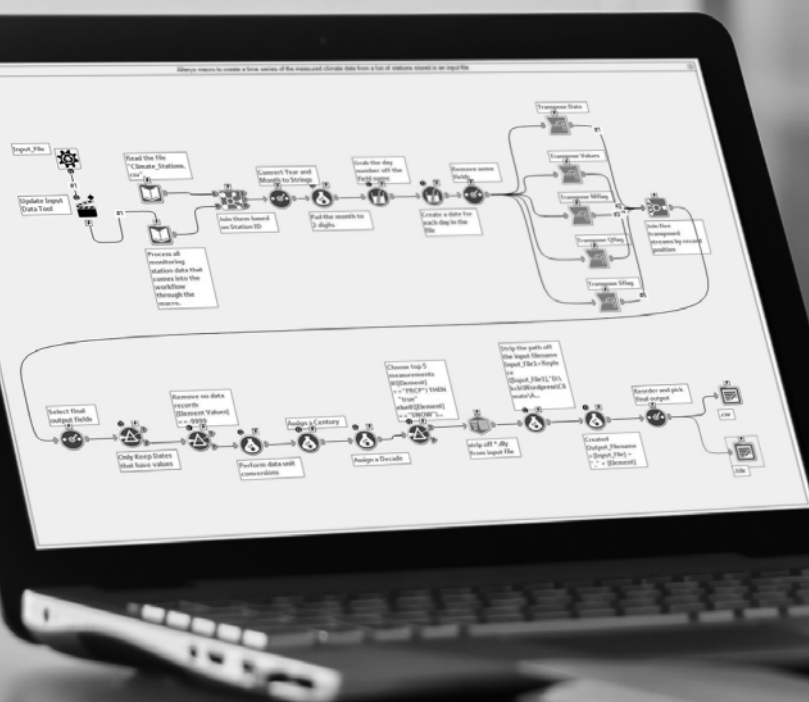 Alteryx macro to create a time series of the measured climate data from a list of stations stored in an input file
Input_File
#1
Update Input
Data Tool
#1
Read the file
"Climate_Stations.
csv"
Process all
monitoring
station data that
comes into the
workflow
through the
macro.
Join them based
on Station ID
Convert Year and
Month to Strings
Pad the month to
2 digits
Grab the day
number off the
field name
Create a date for
each day in the
file
Remove some
fields
Transpose Data
#1
Transpose Values
Transpose Mflag
Transpose Qflag
Transpose Sflag
Join five
transposed
streams by record
position
Select final
output fields
Only Keep Dates
that have values
Remove no data
records
[Element Values]
== -9999
Perform data unit
conversions
Assign a Century
Assign a Decade
Choose top 5
measurements
if([Element]
=="PRCP") THEN
"true"
elseif([Element]
=="SNOW")...
strip off *.dly
from input file
Strip the path off
the input filename
Created
Output_Filename
=[Input_File] +
"_" + [Element]
Reorder and pick
final output
.csv